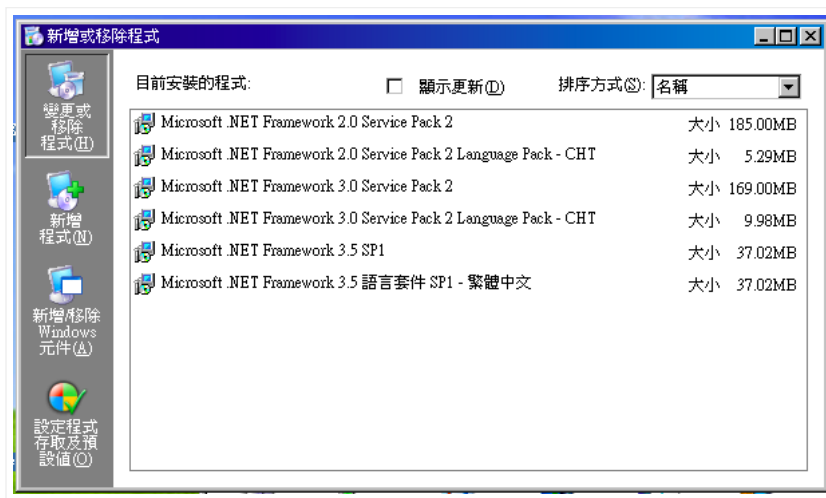 新增或移除程式
變更或
移除
程式(H)
新增
程式(N)
新增/移除
Windows
元件(A)
設定程式
存取及預
設值(O)
目前安裝的程式:
顯示更新(D)
排序方式(S): 名稱
Microsoft .NET Framework 2.0 Service Pack 2 大小 185.00MB
Microsoft .NET Framework 2.0 Service Pack 2 Language Pack - CHT 大小 5.29MB
Microsoft .NET Framework 3.0 Service Pack 2 大小 169.00MB
Microsoft .NET Framework 3.0 Service Pack 2 Language Pack - CHT 大小 9.98MB
Microsoft .NET Framework 3.5 SP1 大小 37.02MB
Microsoft .NET Framework 3.5 語言套件 SP1 - 繁體中文 大小 37.02MB